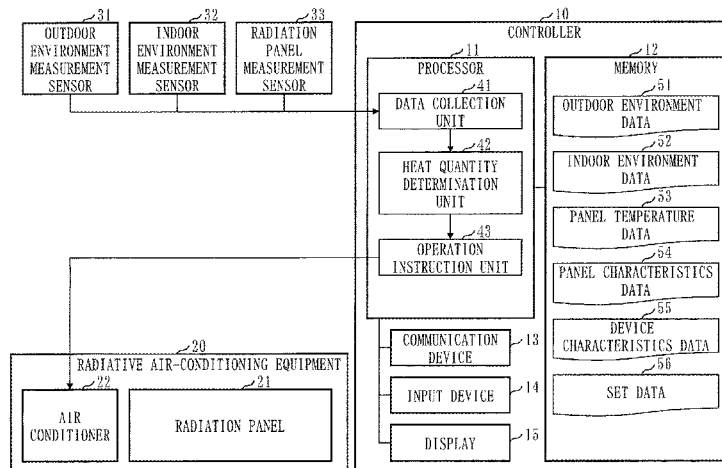 31
OUTDOOR
ENVIRONMENT
MEASUREMENT
SENSOR
32
INDOOR
ENVIRONMENT
MEASUREMENT
SENSOR
33
RADIATION
PANEL
MEASUREMENT
SENSOR
10
CONTROLLER
11
PROCESSOR
41
DATA COLLECTION
UNIT
42
HEAT QUANTITY
DETERMINATION
UNIT
43
OPERATION
INSTRUCTION UNIT
12
MEMORY
51
OUTDOOR ENVIRONMENT
DATA
52
INDOOR ENVIRONMENT
DATA
53
PANEL TEMPERATURE
DATA
54
PANEL CHARACTERISTICS
DATA
55
DEVICE
CHARACTERISTICS DATA
56
SET DATA
COMMUNICATION
DEVICE
13
INPUT DEVICE
14
DISPLAY
15
20
RADIATIVE AIR-CONDITIONING EQUIPMENT
22
AIR
CONDITIONER
21
RADIATION PANEL